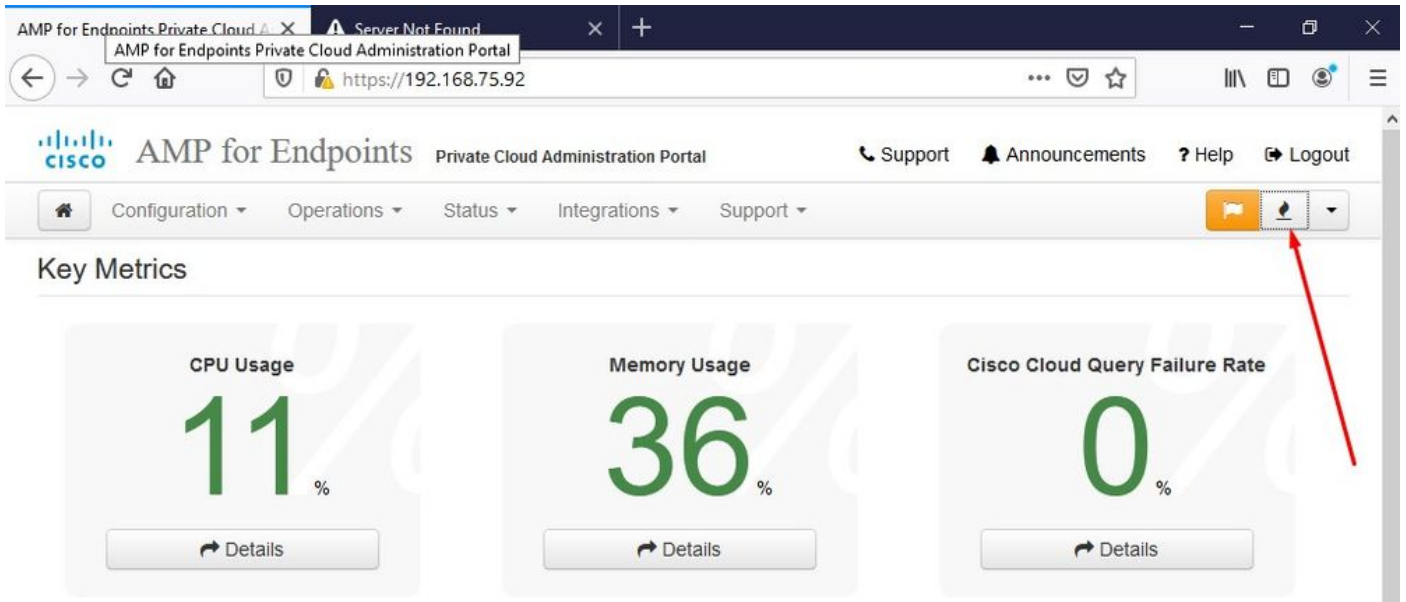 AMP for Endpoints Private Cloud A
Server Not Found
AMP for Endpoints Private Cloud Administration Portal
https://192.168.75.92
CISCO AMP for Endpoints Private Cloud Administration Portal Support Announcements ? Help Logout
Configuration Operations Status Integrations Support
Key Metrics
CPU Usage
11 %
Details
Memory Usage
36 %
Details
Cisco Cloud Query Failure Rate
0 %
Details